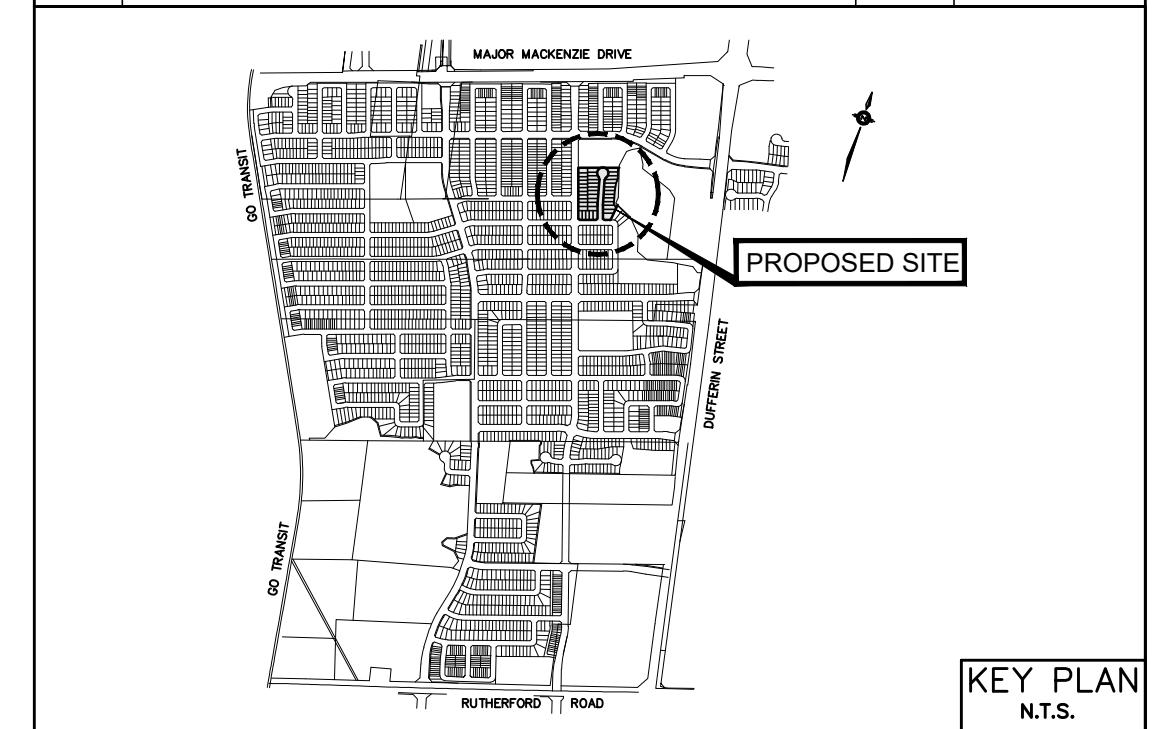 MAJOR MACKENZIE DRIVE
GO TRANSIT
PROPOSED SITE
DUFFERIN STREET
GO TRANSIT
RUTHERFORD ROAD
KEY PLAN
N.T.S.